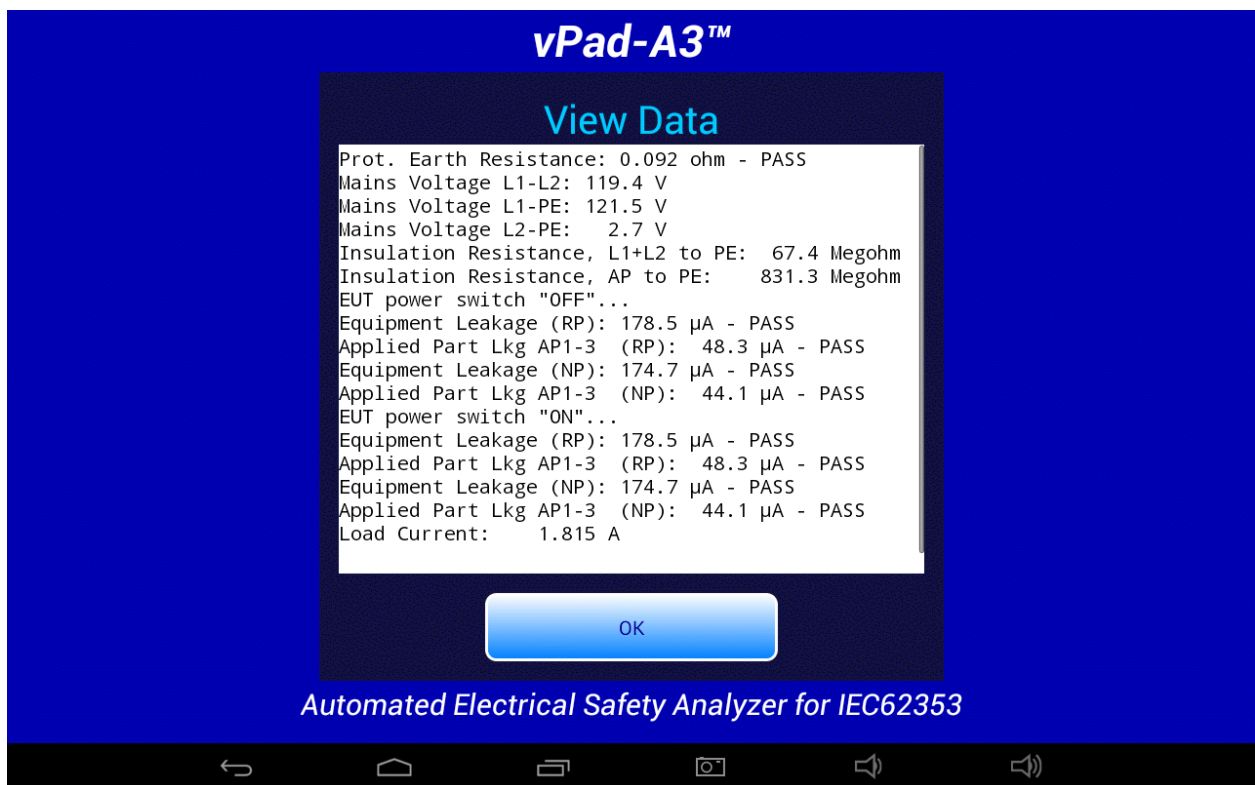 vPad-A3™
View Data
Prot. Earth Resistance: 0.092 ohm - PASS
Mains Voltage L1-L2: 119.4 V
Mains Voltage L1-PE: 121.5 V
Mains Voltage L2-PE:   2.7 V
Insulation Resistance, L1+L2 to PE:  67.4 Megohm
Insulation Resistance, AP to PE:    831.3 Megohm
EUT power switch "OFF"...
Equipment Leakage (RP): 178.5 μA - PASS
Applied Part Lkg AP1-3  (RP):  48.3 μA - PASS
Equipment Leakage (NP): 174.7 μA - PASS
Applied Part Lkg AP1-3  (NP):  44.1 μA - PASS
EUT power switch "ON"...
Equipment Leakage (RP): 178.5 μA - PASS
Applied Part Lkg AP1-3  (RP):  48.3 μA - PASS
Equipment Leakage (NP): 174.7 μA - PASS
Applied Part Lkg AP1-3  (NP):  44.1 μA - PASS
Load Current:    1.815 A
OK
Automated Electrical Safety Analyzer for IEC62353